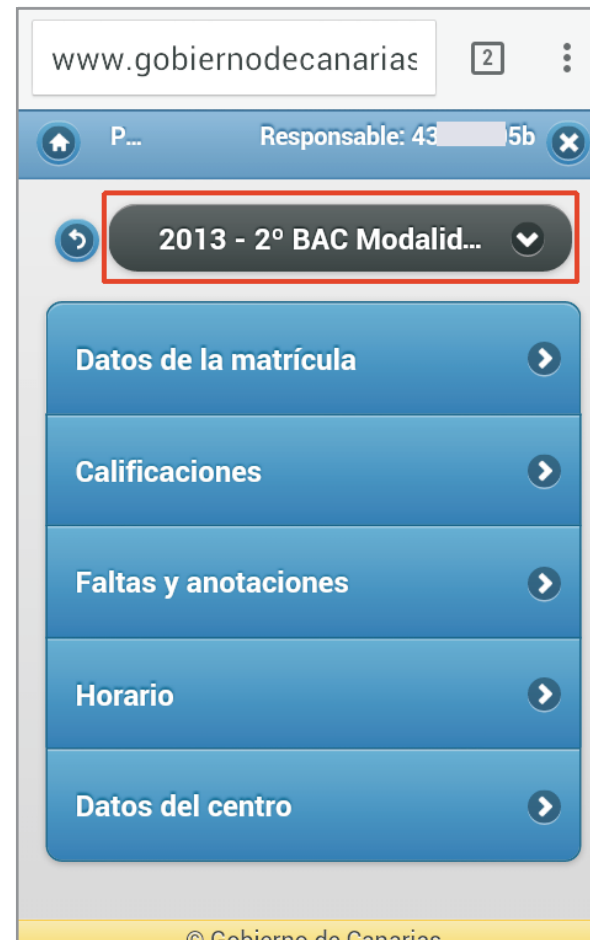 www.gobiernodecanarias
2
P... Responsable: 43 5b
2013 - 2º BAC Modalid...
Datos de la matrícula
Calificaciones
Faltas y anotaciones
Horario
Datos del centro
© Gobierno de Canarias